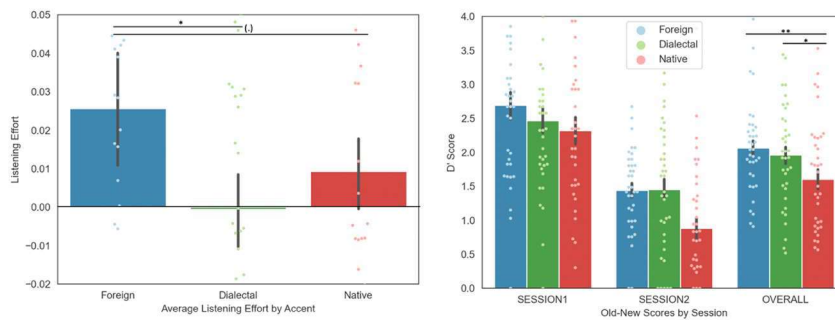 Listening Effort
0.05
0.04
0.03
0.02
0.01
0.00
−0.01
−0.02
*
(.)
Foreign
Dialectal
Native
Average Listening Effort by Accent
D' Score
4.0
3.5
3.0
2.5
2.0
1.5
1.0
0.5
0.0
Foreign
Dialectal
Native
**
*
SESSION1
SESSION2
OVERALL
Old-New Scores by Session